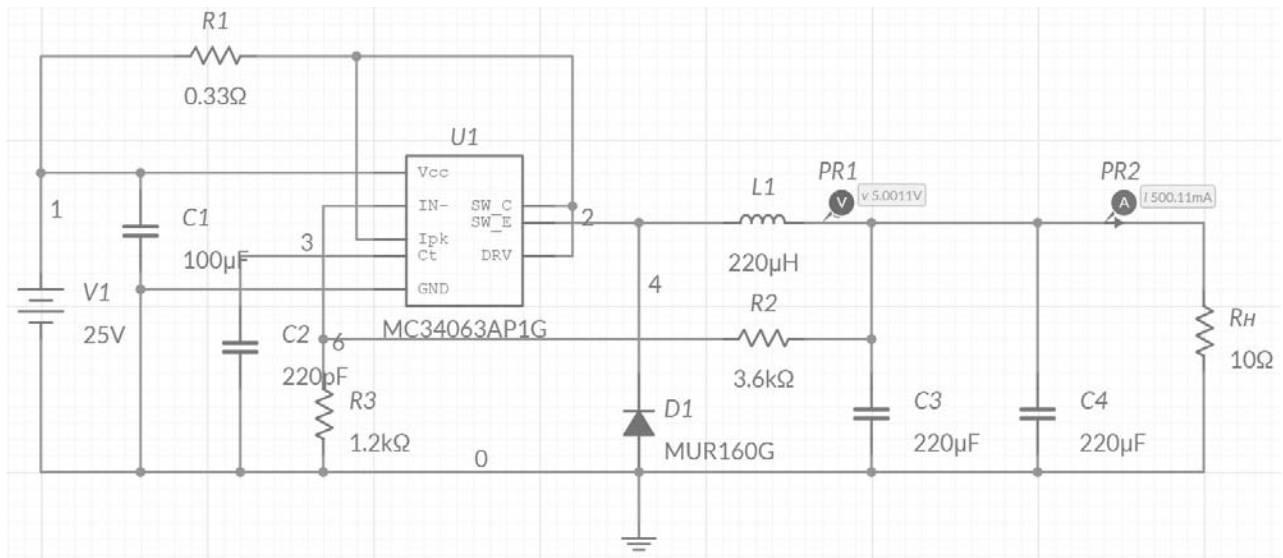 R1
0.33Ω
U1
Vcc
IN-
SW_C
SW_E
Ipk
Ct
DRV
GND
MC34063AP1G
1
C1
100µF
3
2
L1
220µH
PR1
V
v 5.0011V
PR2
A
I 500.11mA
V1
25V
C2
220pF
6
4
R2
3.6kΩ
RH
10Ω
R3
1.2kΩ
D1
MUR160G
C3
220µF
C4
220µF
0